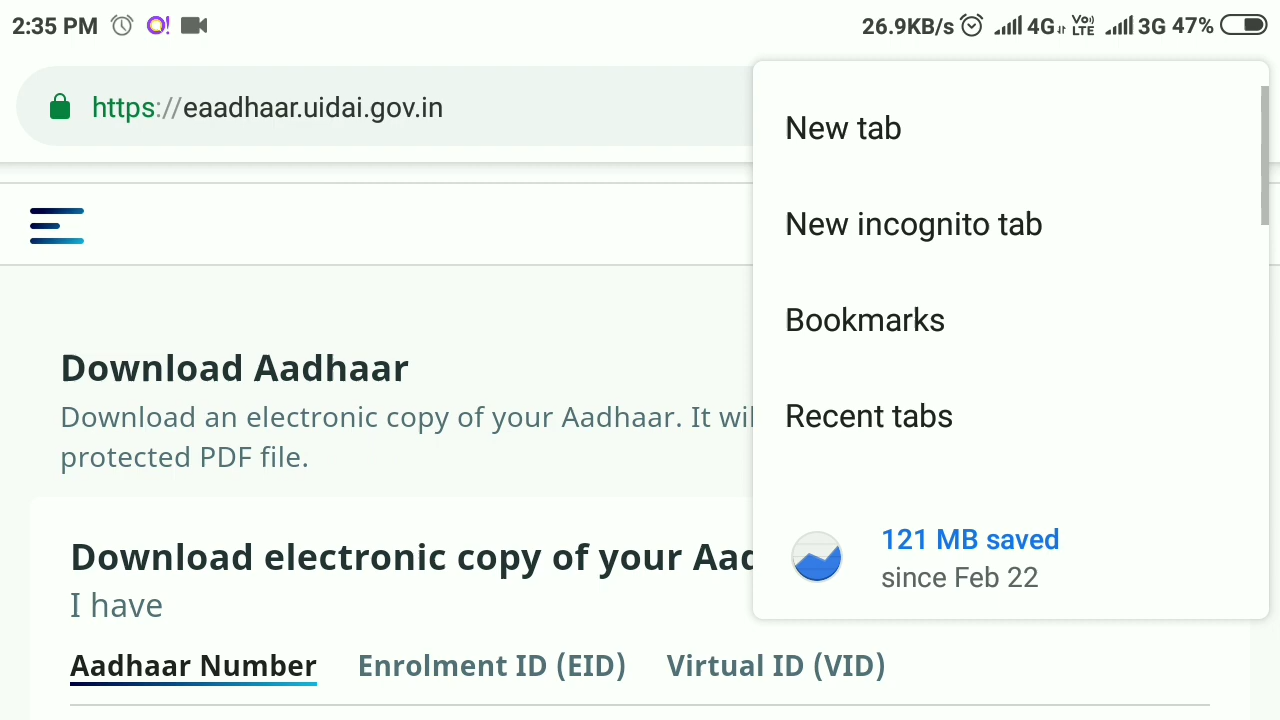 2:35 PM
26.9KB/s 4G VoLTE 3G 47%
https://eaadhaar.uidai.gov.in
New tab
New incognito tab
Bookmarks
Recent tabs
121 MB saved
since Feb 22
Download Aadhaar
Download an electronic copy of your Aadhaar. It
protected PDF file.
Download electronic copy of your
I have
Aadhaar Number Enrolment ID (EID) Virtual ID (VID)